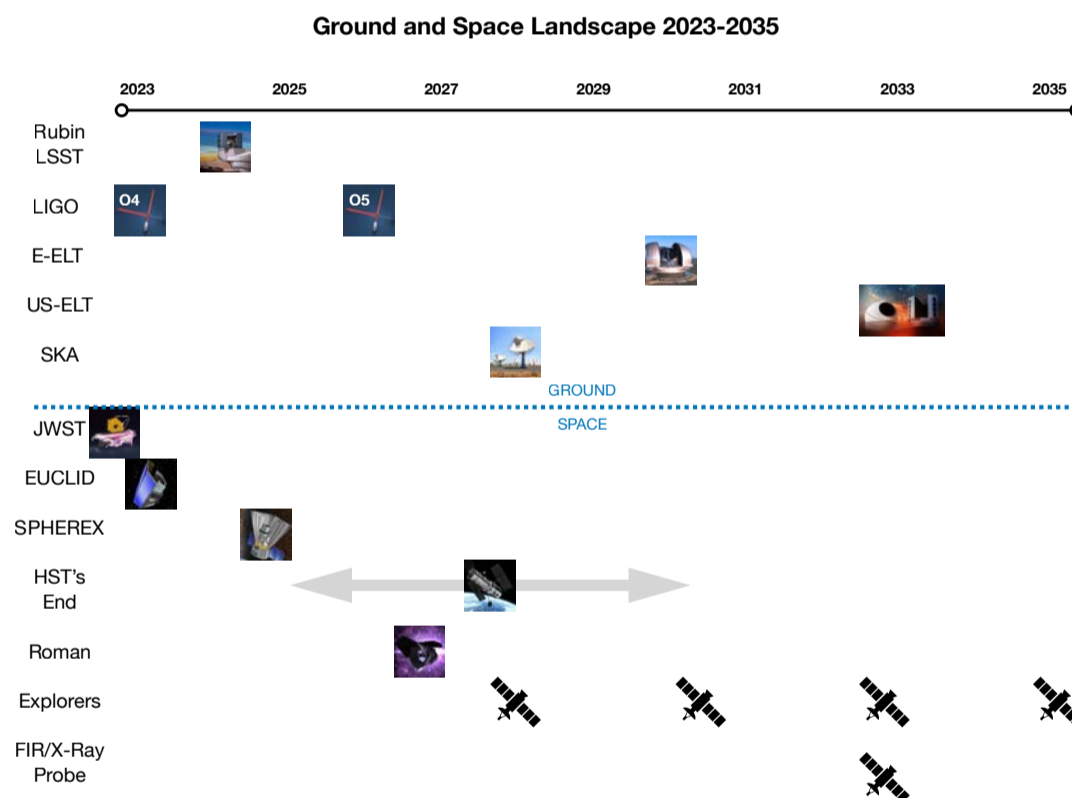 Ground and Space Landscape 2023-2035
2023 2025 2027 2029 2031 2033 2035
Rubin
LSST
LIGO O4 O5
E-ELT
US-ELT
SKA
GROUND
SPACE
JWST
EUCLID
SPHEREX
HST's
End
Roman
Explorers
FIR/X-Ray
Probe